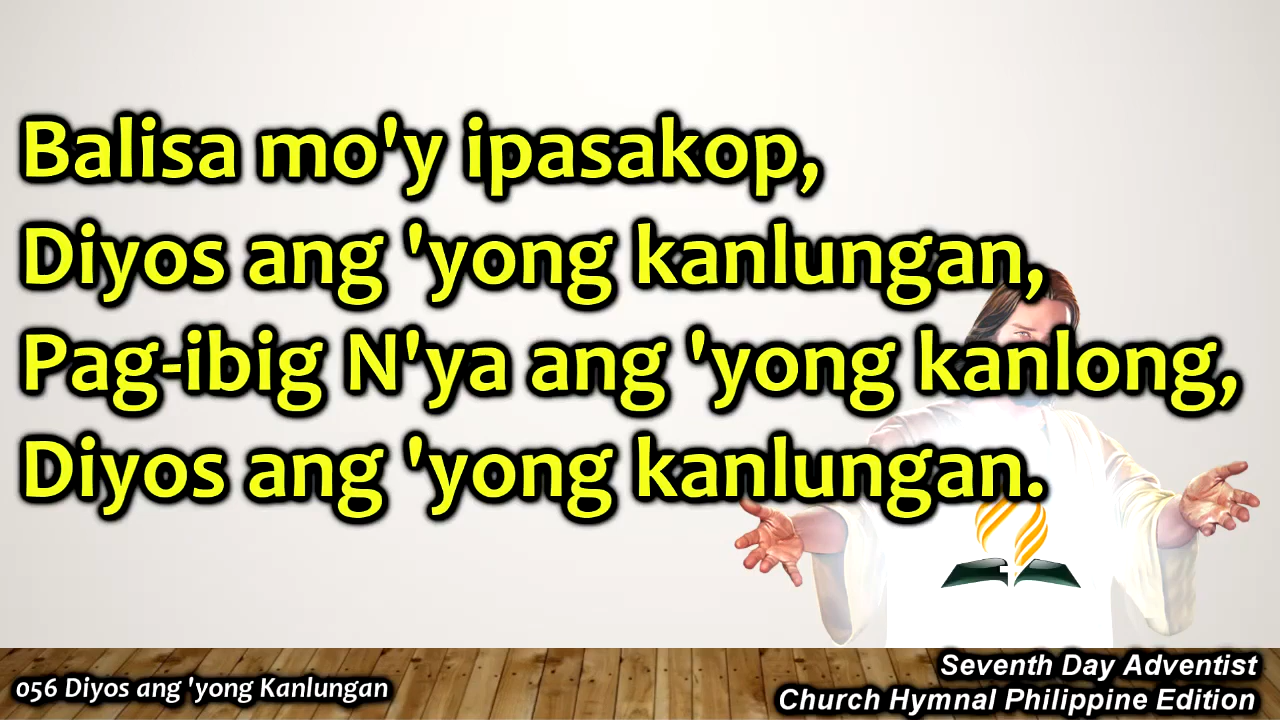 Balisa mo'y ipasakop,
Diyos ang 'yong kanlungan,
Pag-ibig N'ya ang 'yong kanlong,
Diyos ang 'yong kanlungan.
056 Diyos ang 'yong Kanlungan
Seventh Day Adventist
Church Hymnal Philippine Edition